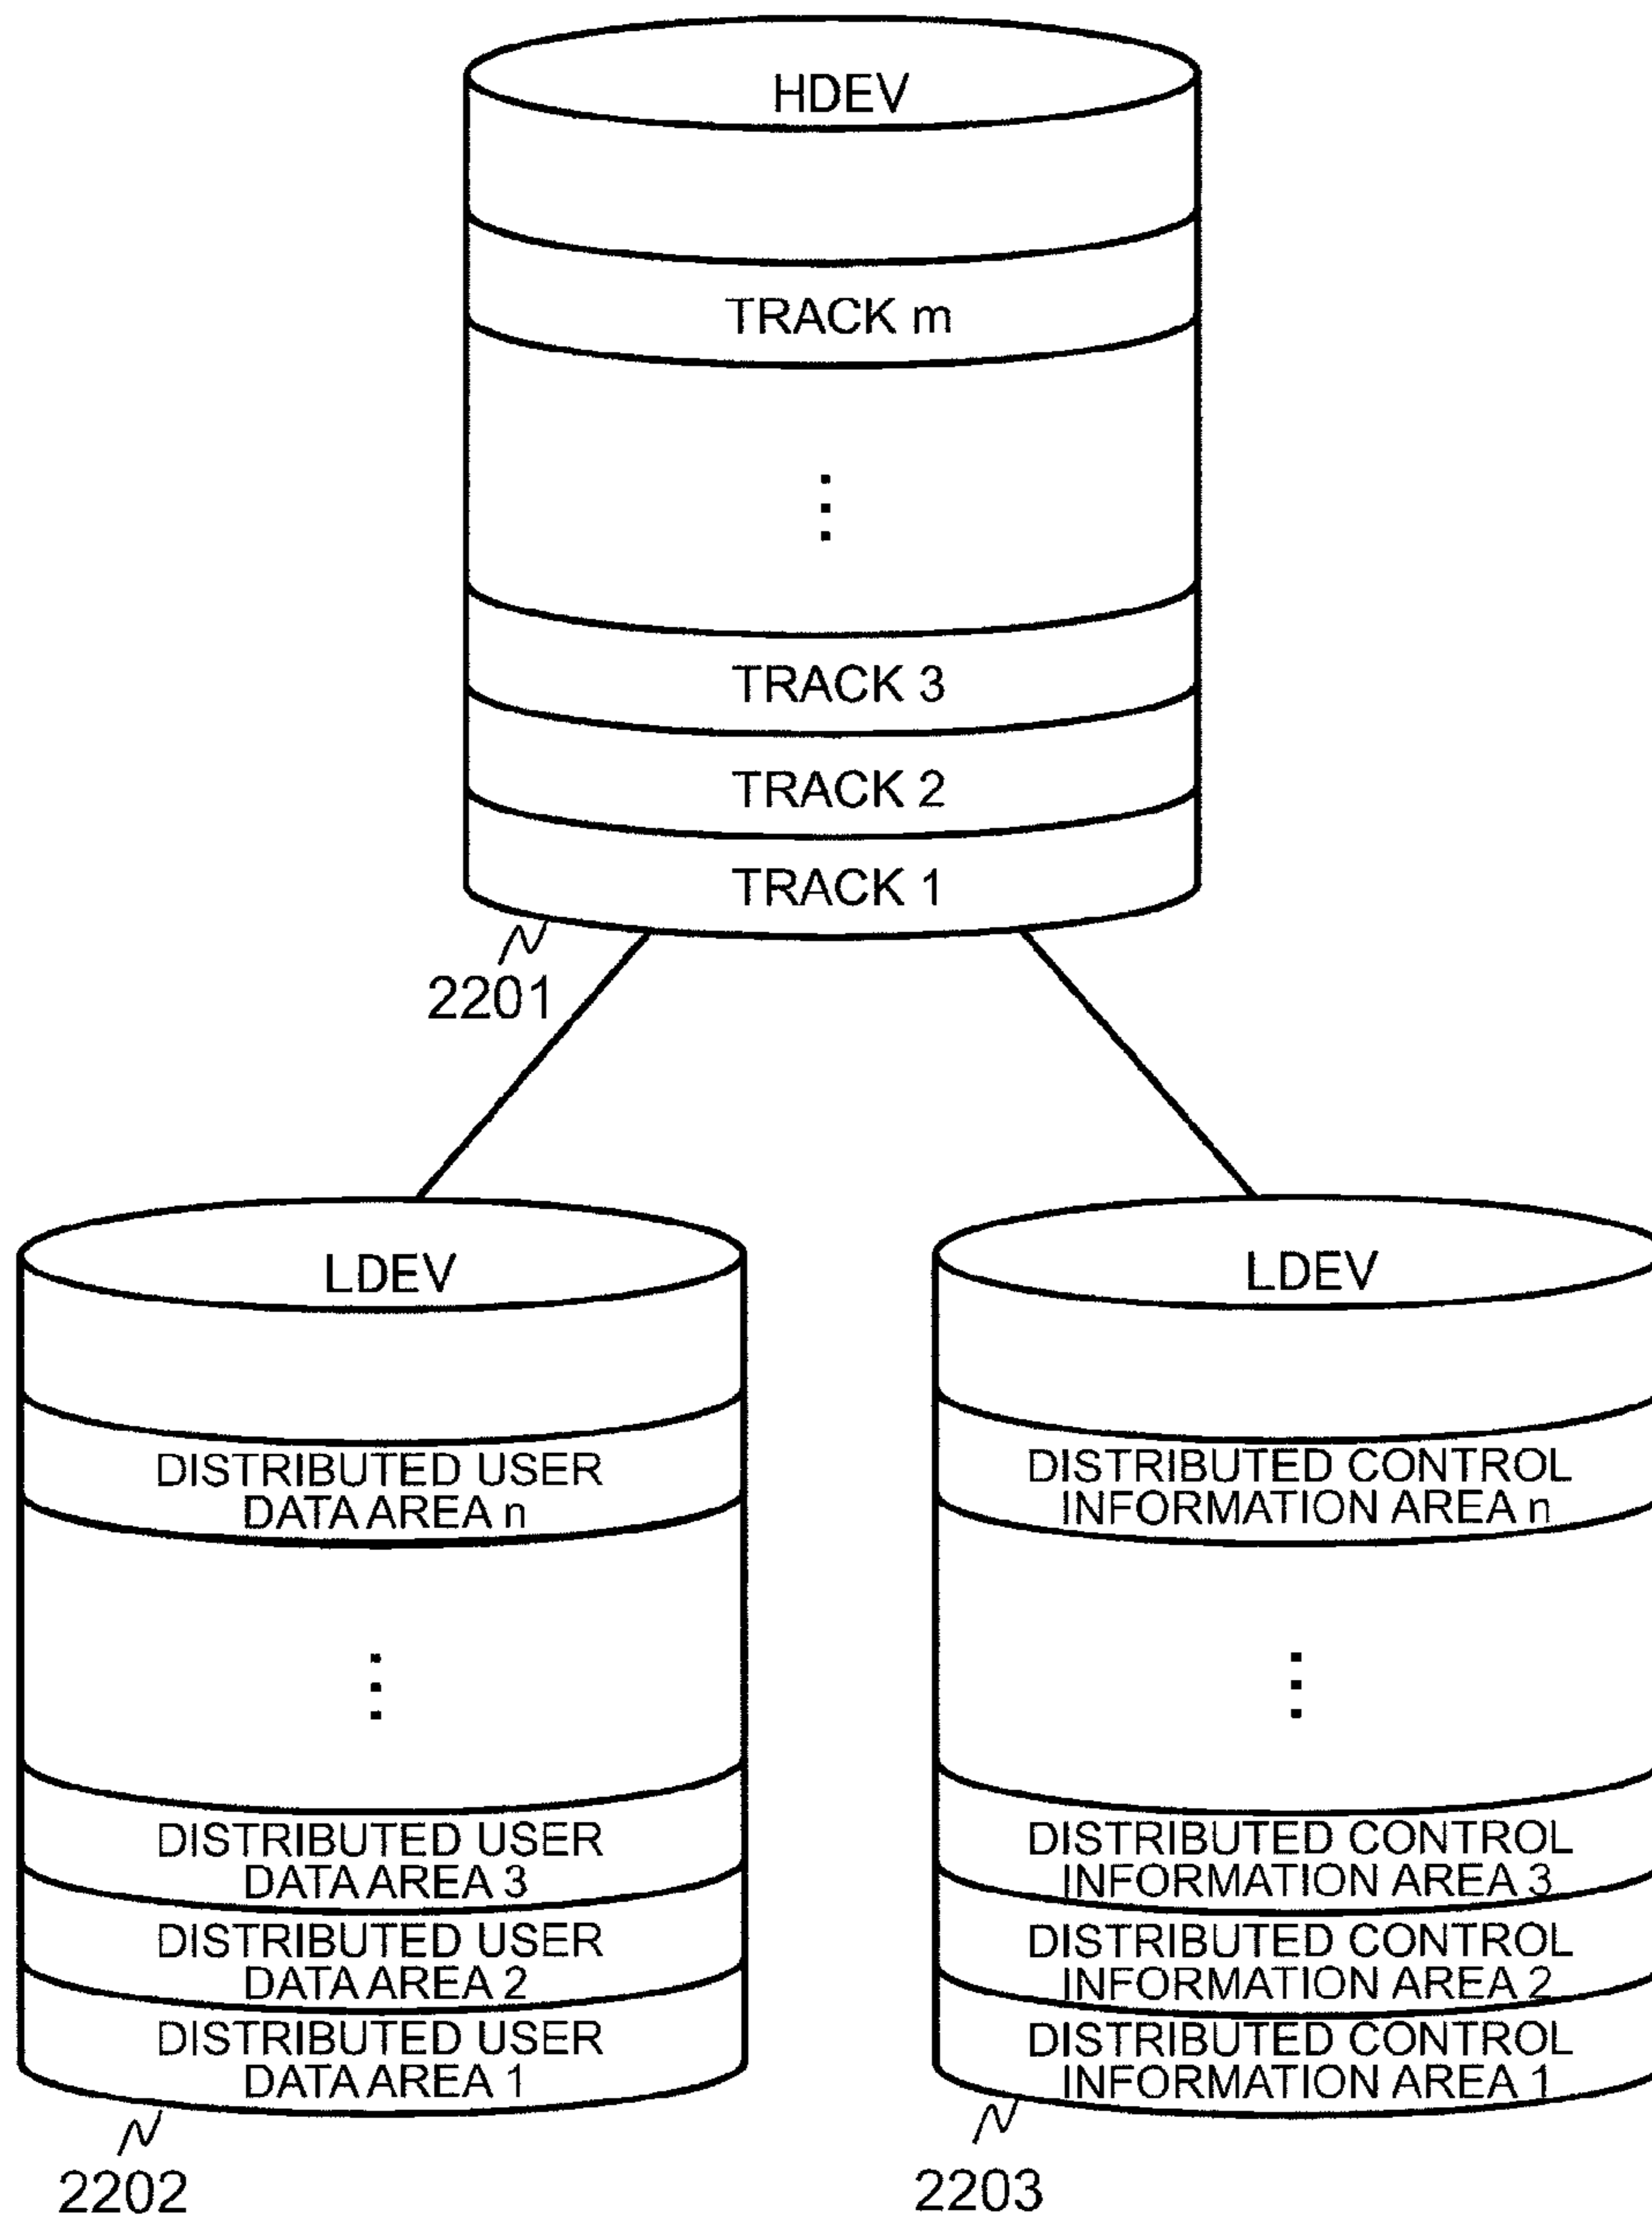 HDEV
TRACK m
TRACK 3
TRACK 2
TRACK 1
2201
LDEV
DISTRIBUTED USER
DATA AREA n
DISTRIBUTED USER
DATA AREA 3
DISTRIBUTED USER
DATA AREA 2
DISTRIBUTED USER
DATA AREA 1
2202
LDEV
DISTRIBUTED CONTROL
INFORMATION AREA n
DISTRIBUTED CONTROL
INFORMATION AREA 3
DISTRIBUTED CONTROL
INFORMATION AREA 2
DISTRIBUTED CONTROL
INFORMATION AREA 1
2203